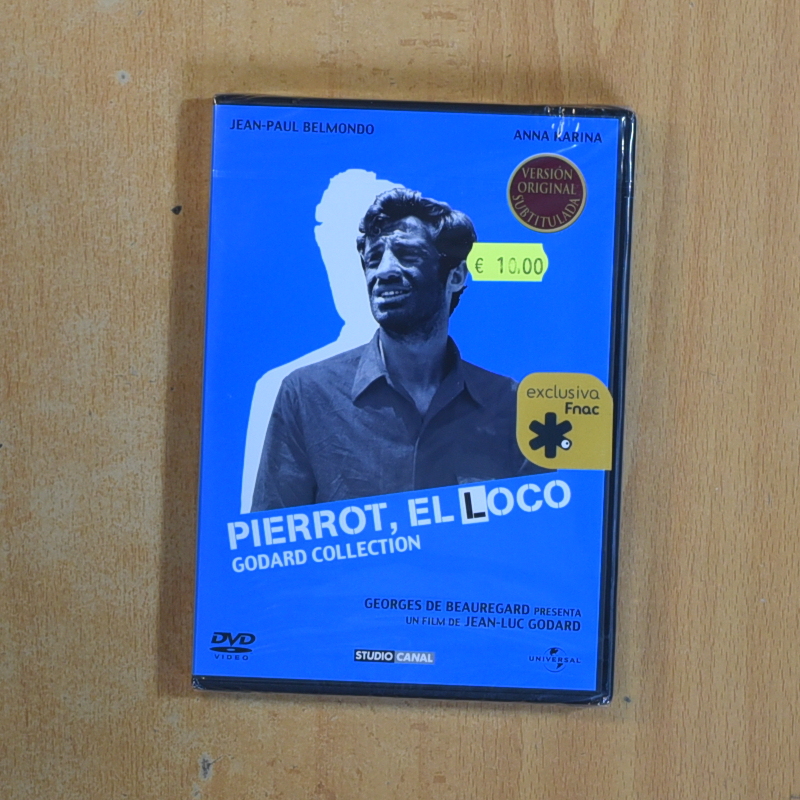 JEAN-PAUL BELMONDO
ANNA KARINA
VERSIÓN
ORIGINAL
SUBTITULADA
€ 10.00
exclusiva
Fnac
PIERROT, EL LOCO
GODARD COLLECTION
GEORGES DE BEAUREGARD PRESENTA
UN FILM DE JEAN-LUC GODARD
DVD
VIDEO
STUDIO CANAL
UNIVERSAL